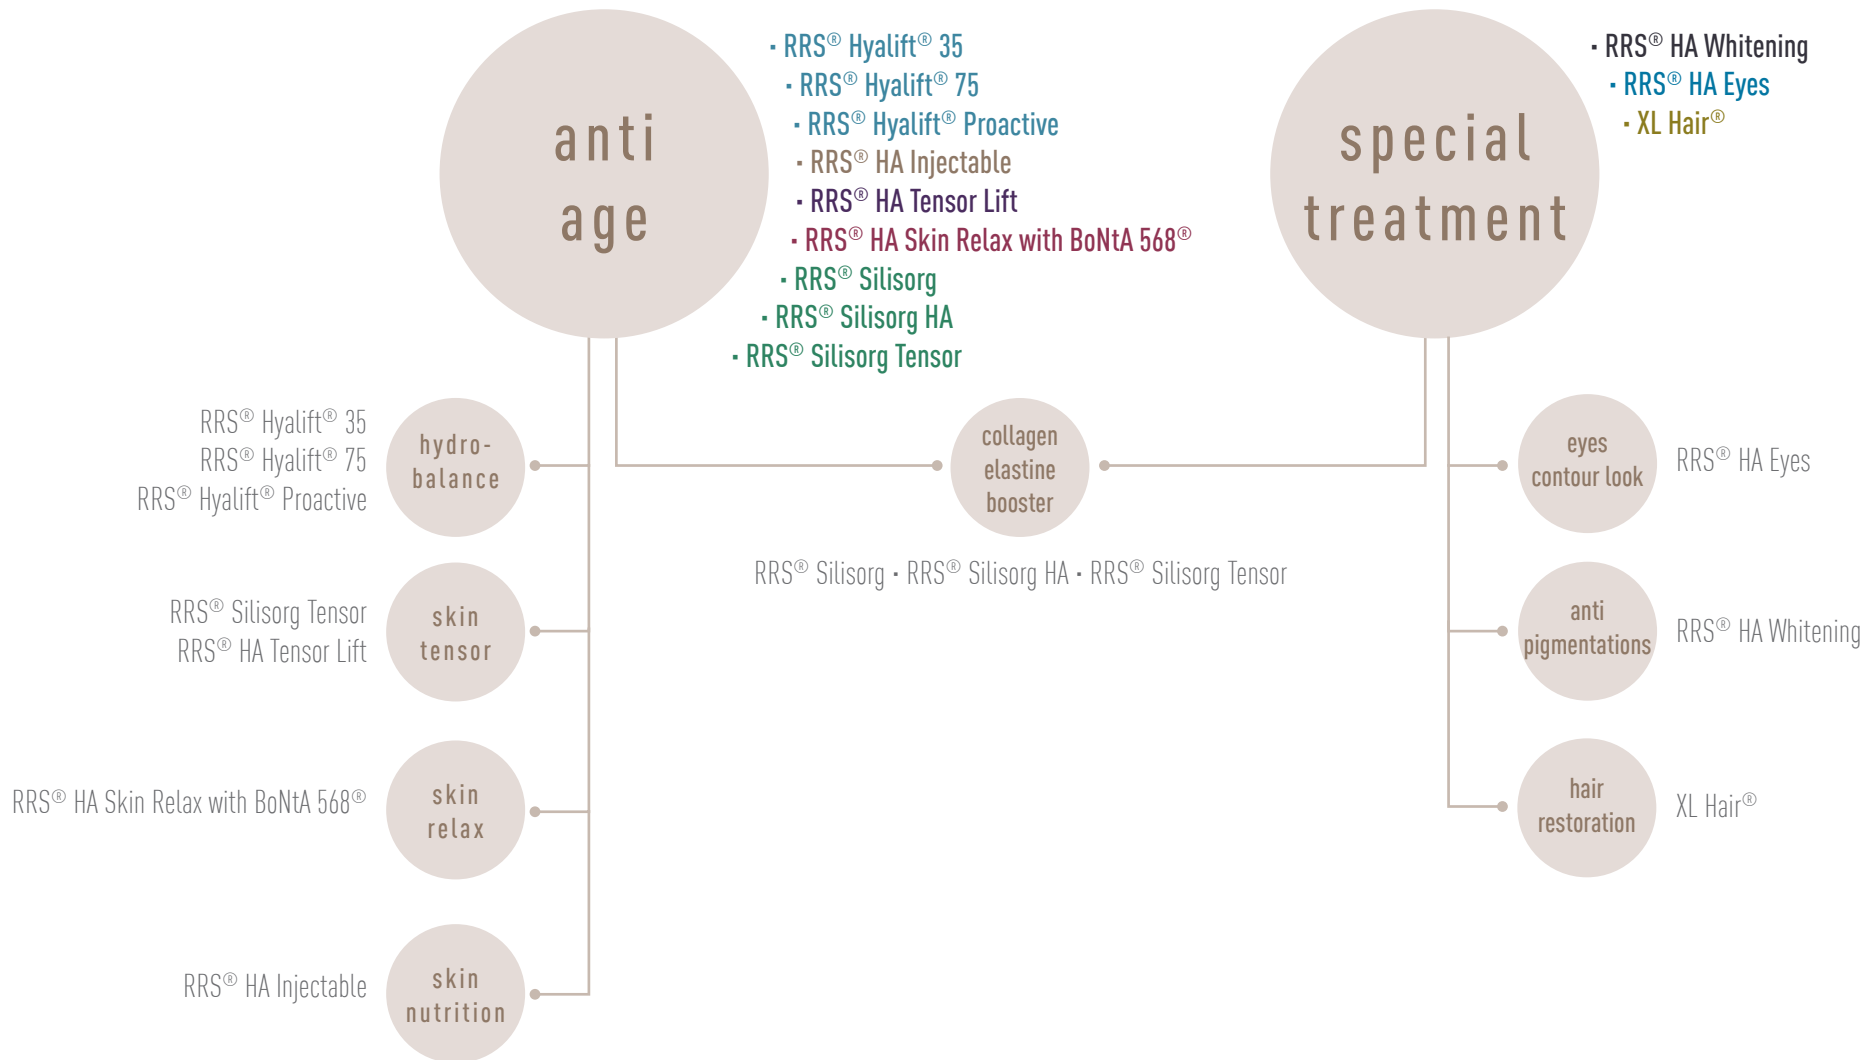 anti
age
· RRS® Hyalift® 35
· RRS® Hyalift® 75
· RRS® Hyalift® Proactive
· RRS® HA Injectable
· RRS® HA Tensor Lift
· RRS® HA Skin Relax with BoNtA 568®
· RRS® Silisorg
· RRS® Silisorg HA
· RRS® Silisorg Tensor
special
treatment
· RRS® HA Whitening
· RRS® HA Eyes
· XL Hair®
RRS® Hyalift® 35
RRS® Hyalift® 75
RRS® Hyalift® Proactive
hydro-
balance
RRS® Silisorg Tensor
RRS® HA Tensor Lift
skin
tensor
RRS® HA Skin Relax with BoNtA 568®
skin
relax
RRS® HA Injectable
skin
nutrition
collagen
elastine
booster
RRS® Silisorg · RRS® Silisorg HA · RRS® Silisorg Tensor
eyes
contour look
RRS® HA Eyes
anti
pigmentations
RRS® HA Whitening
hair
restoration
XL Hair®